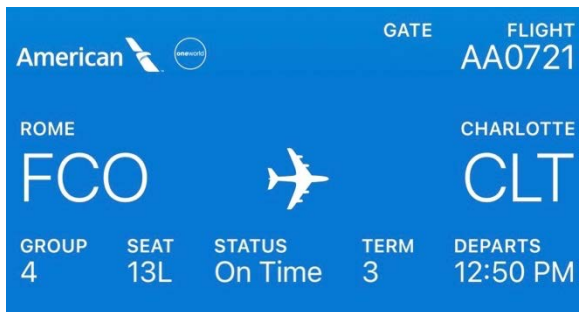 American oneworld GATE FLIGHT
AA0721
ROME CHARLOTTE
FCO CLT
GROUP SEAT STATUS TERM DEPARTS
4 13L On Time 3 12:50 PM